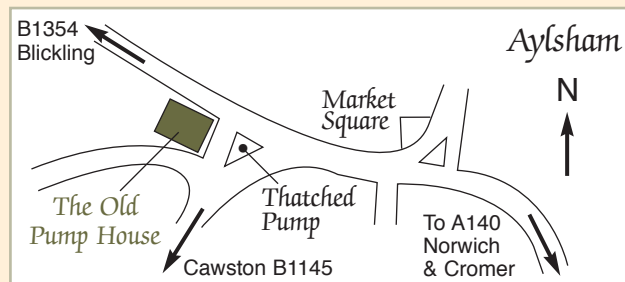 B1354
Blickling
Aylsham
N
Market
Square
The Old
Pump House
Thatched
Pump
To A140
Norwich
& Cromer
Cawston B1145